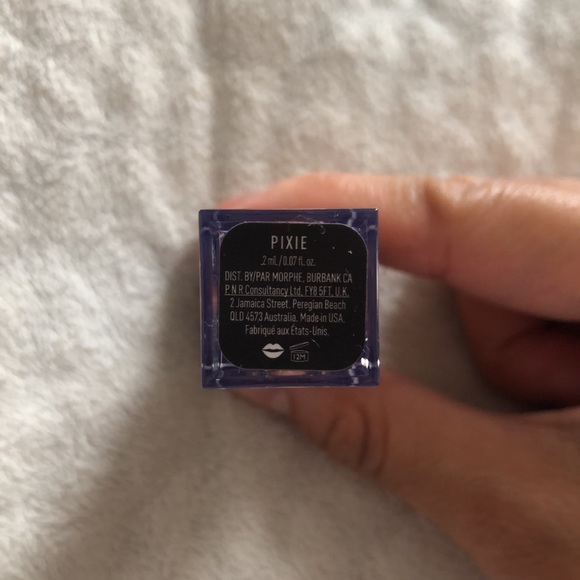 PIXIE
.2 mL / 0.07 fl. oz.
DIST. BY/PAR MORPHE, BURBANK CA
P N R Consultancy Ltd, FY8 5FT, U.K.
2 Jamaica Street, Peregian Beach
QLD 4573 Australia. Made in USA.
Fabriqué aux États-Unis.
12M